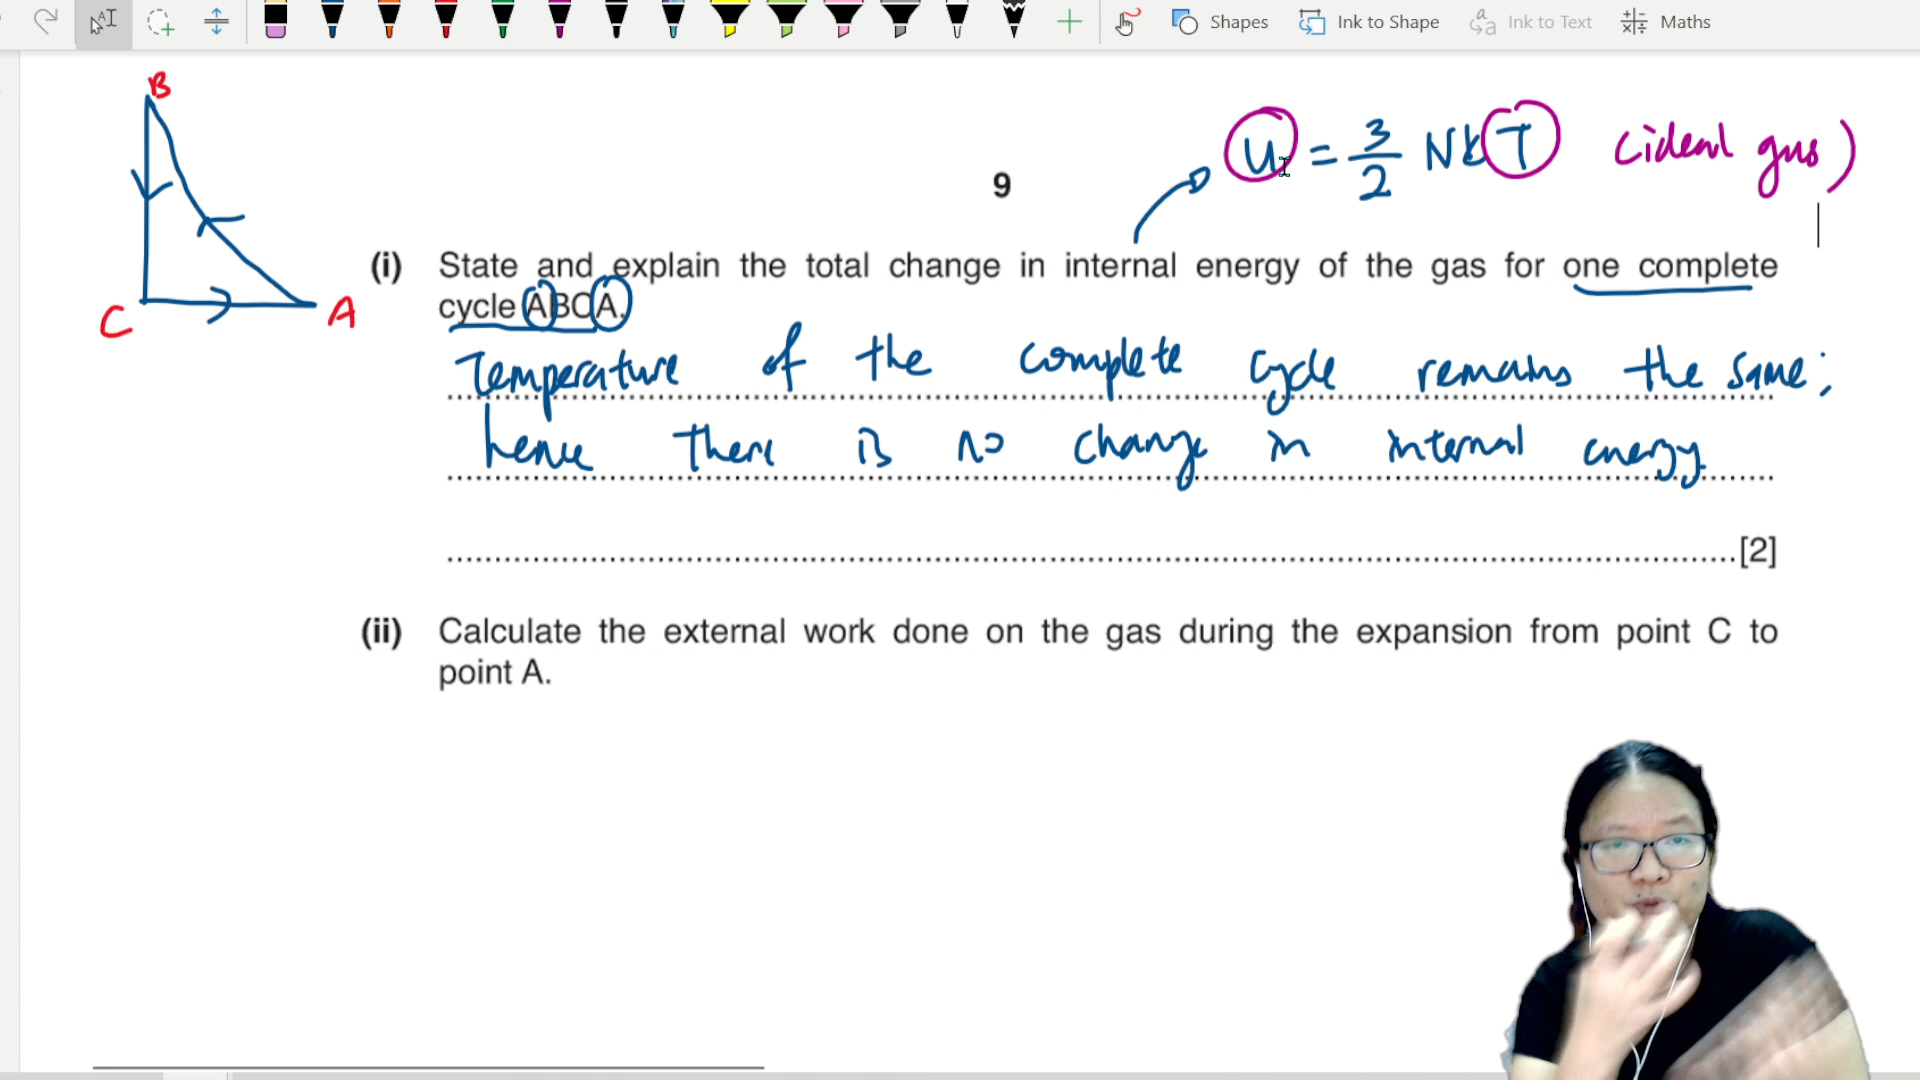 Shapes Ink to Shape Ink to Text Maths
B
C
A
U = 3/2 NkT (ideal gas)
9
(i) State and explain the total change in internal energy of the gas for one complete
cycle ABCA.
Temperature of the complete cycle remains the same;
hence there is no change in internal energy.
[2]
(ii) Calculate the external work done on the gas during the expansion from point C to
point A.